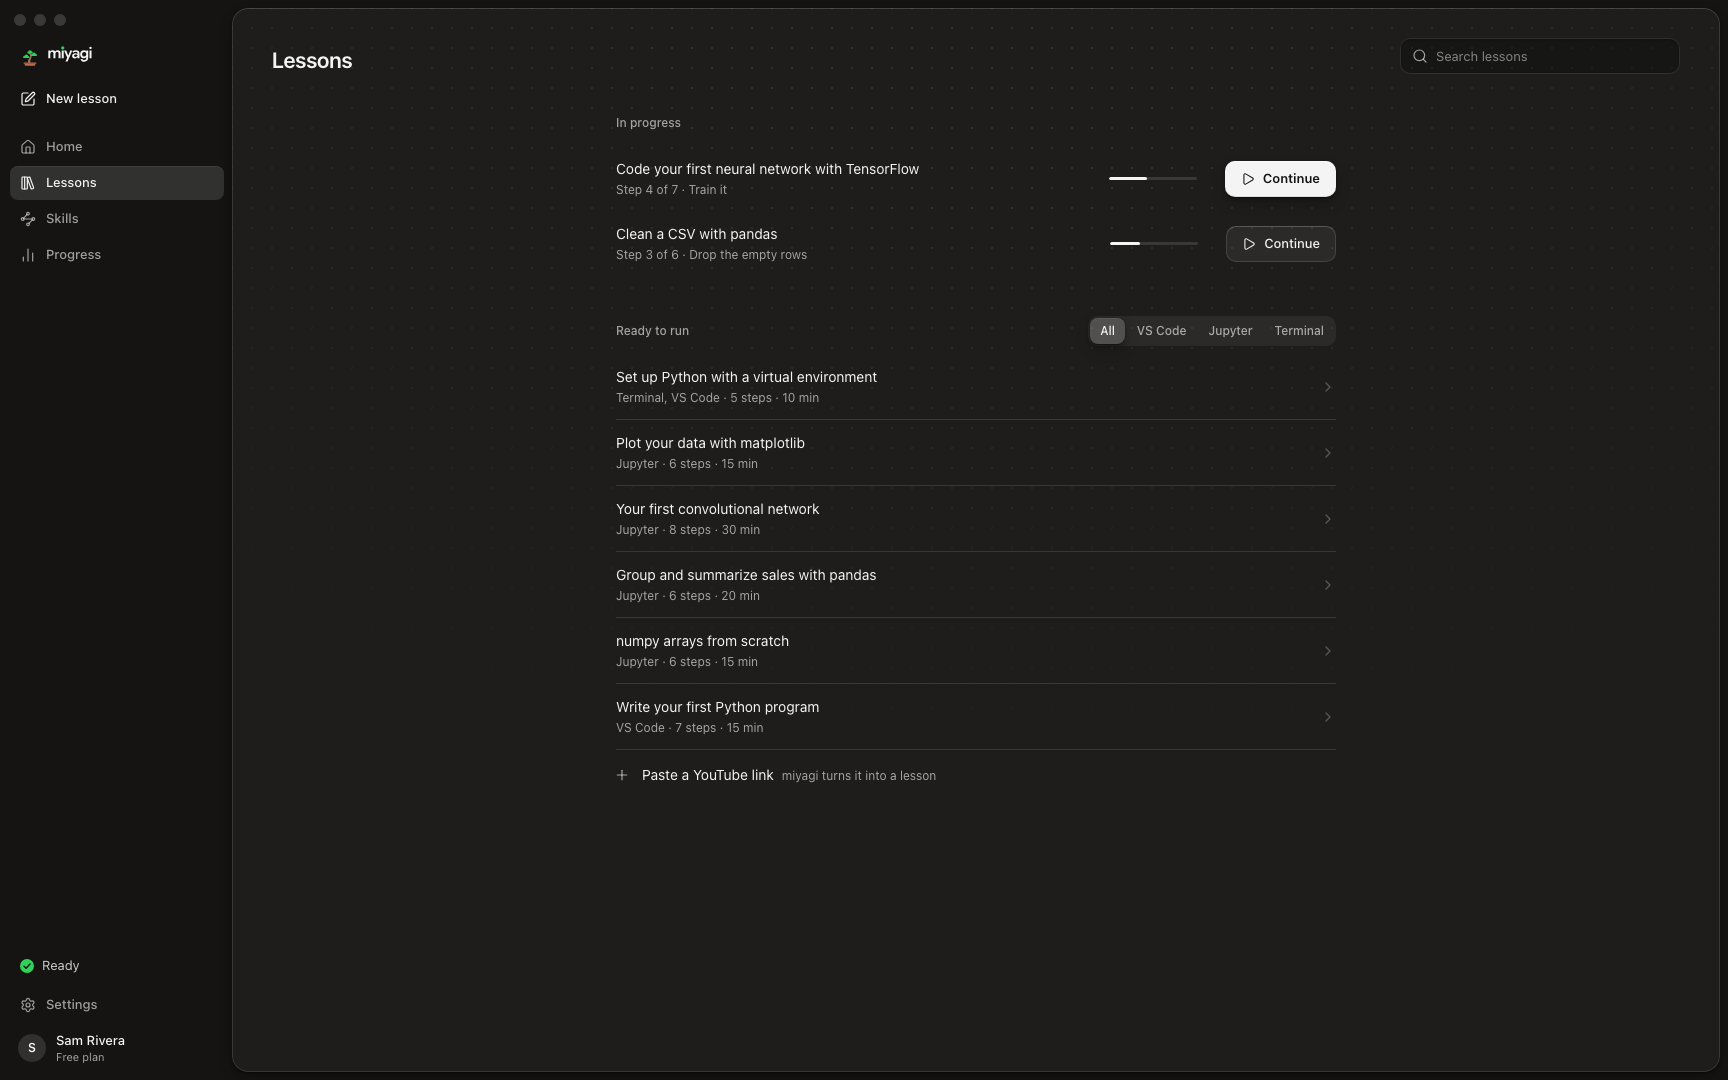 miyagi
New lesson
Home
Lessons
Skills
Progress
Ready
Settings
S
Sam Rivera
Free plan
Lessons
Search lessons
In progress
Code your first neural network with TensorFlow
Step 4 of 7 · Train it
Continue
Clean a CSV with pandas
Step 3 of 6 · Drop the empty rows
Continue
Ready to run
All VS Code Jupyter Terminal
Set up Python with a virtual environment
Terminal, VS Code · 5 steps · 10 min
Plot your data with matplotlib
Jupyter · 6 steps · 15 min
Your first convolutional network
Jupyter · 8 steps · 30 min
Group and summarize sales with pandas
Jupyter · 6 steps · 20 min
numpy arrays from scratch
Jupyter · 6 steps · 15 min
Write your first Python program
VS Code · 7 steps · 15 min
Paste a YouTube link miyagi turns it into a lesson